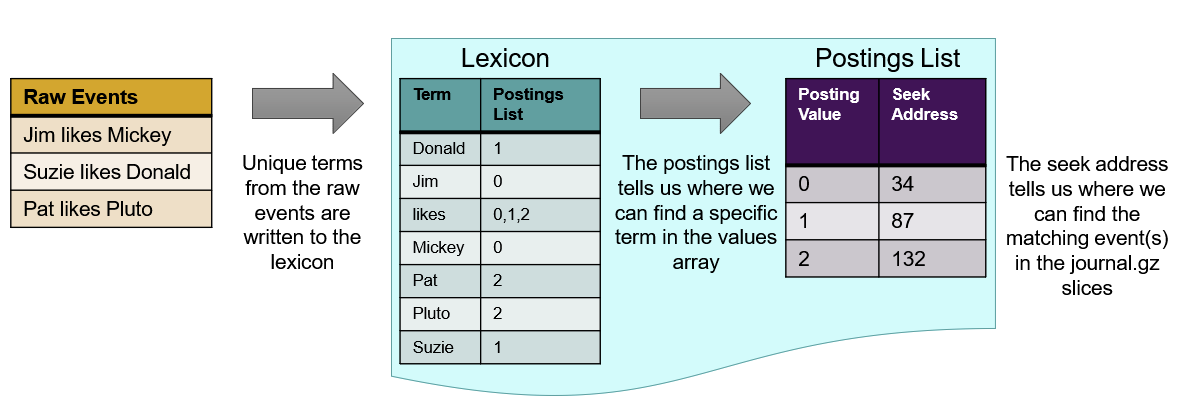 Raw Events
Jim likes Mickey
Suzie likes Donald
Pat likes Pluto
Unique terms
from the raw
events are
written to the
lexicon
Lexicon
Term Postings
List
Donald 1
Jim 0
likes 0,1,2
Mickey 0
Pat 2
Pluto 2
Suzie 1
The postings list
tells us where we
can find a specific
term in the values
array
Postings List
Posting Seek
Value Address
0 34
1 87
2 132
The seek address
tells us where we
can find the
matching event(s)
in the journal.gz
slices